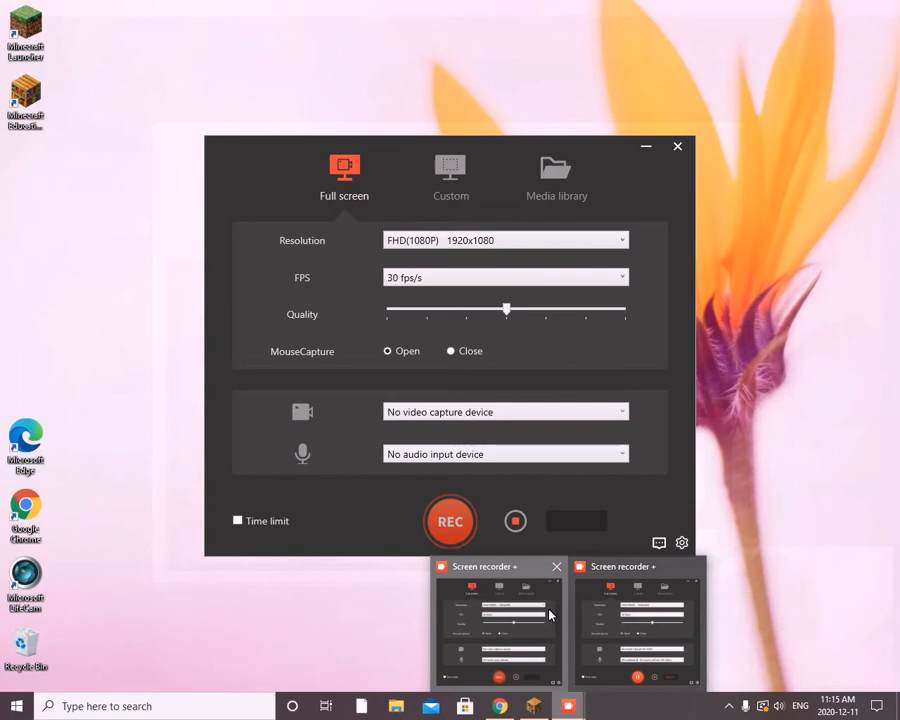 Minecraft
Launcher
Minecraft
Educati...
Microsoft
Edge
Google
Chrome
Microsoft
LifeCam
Recycle Bin
Full screen
Custom
Media library
Resolution
FHD(1080P) 1920x1080
FPS
30 fps/s
Quality
MouseCapture
Open
Close
No video capture device
No audio input device
Time limit
REC
Screen recorder +
Screen recorder +
Type here to search
ENG
11:15 AM
2020-12-11